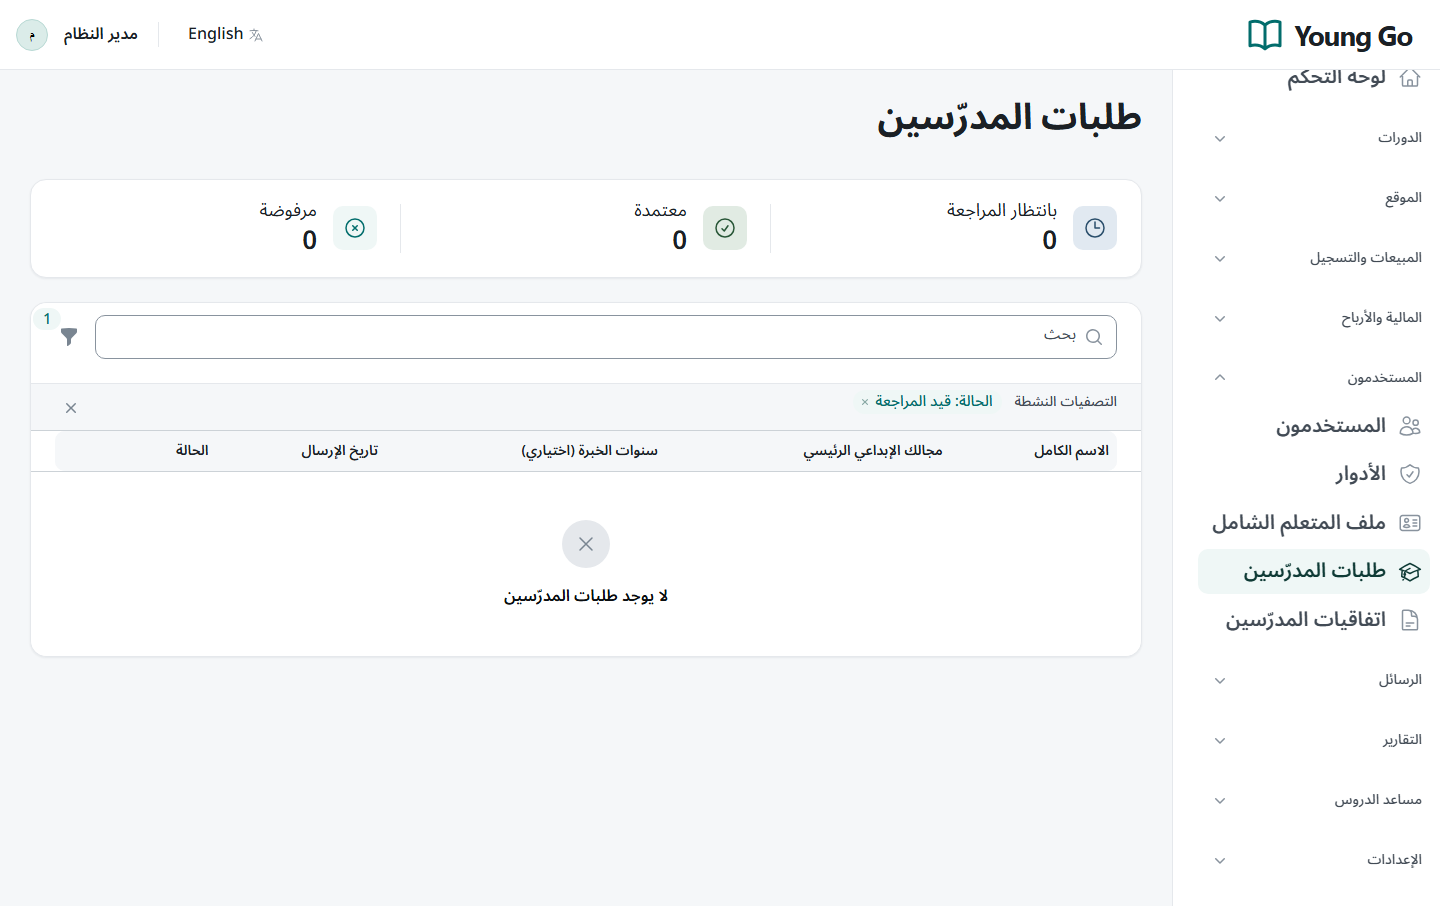 Young Go
English
مدير النظام
م
لوحة التحكم
الدورات
الموقع
المبيعات والتسجيل
المالية والأرباح
المستخدمون
المستخدمون
الأدوار
ملف المتعلم الشامل
طلبات المدرّسين
اتفاقيات المدرّسين
الرسائل
التقارير
مساعد الدروس
الإعدادات
طلبات المدرّسين
بانتظار المراجعة
0
معتمدة
0
مرفوضة
0
بحث
1
التصفيات النشطة الحالة: قيد المراجعة
الاسم الكامل مجالك الإبداعي الرئيسي سنوات الخبرة (اختياري) تاريخ الإرسال الحالة
لا يوجد طلبات المدرّسين